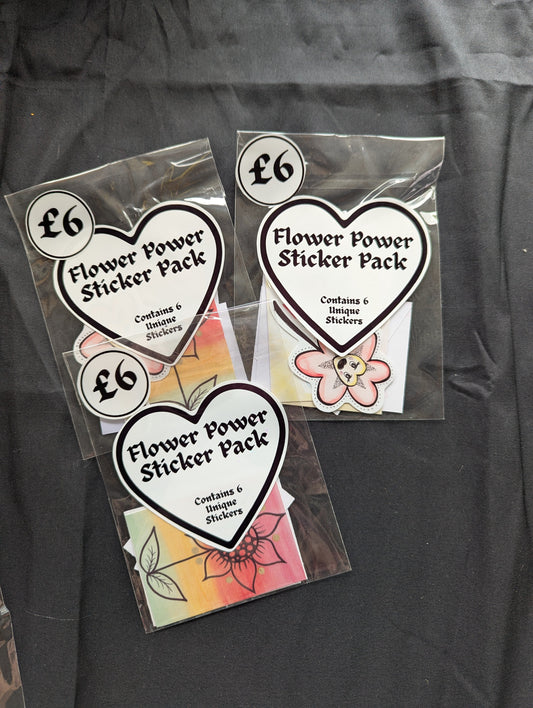 £6
Flower Power
Sticker Pack
Contains 6
Unique
Stickers
£6
Flower Power
Sticker Pack
Contains 6
Unique
Stickers
£6
Flower Power
Sticker Pack
Contains 6
Unique
Stickers